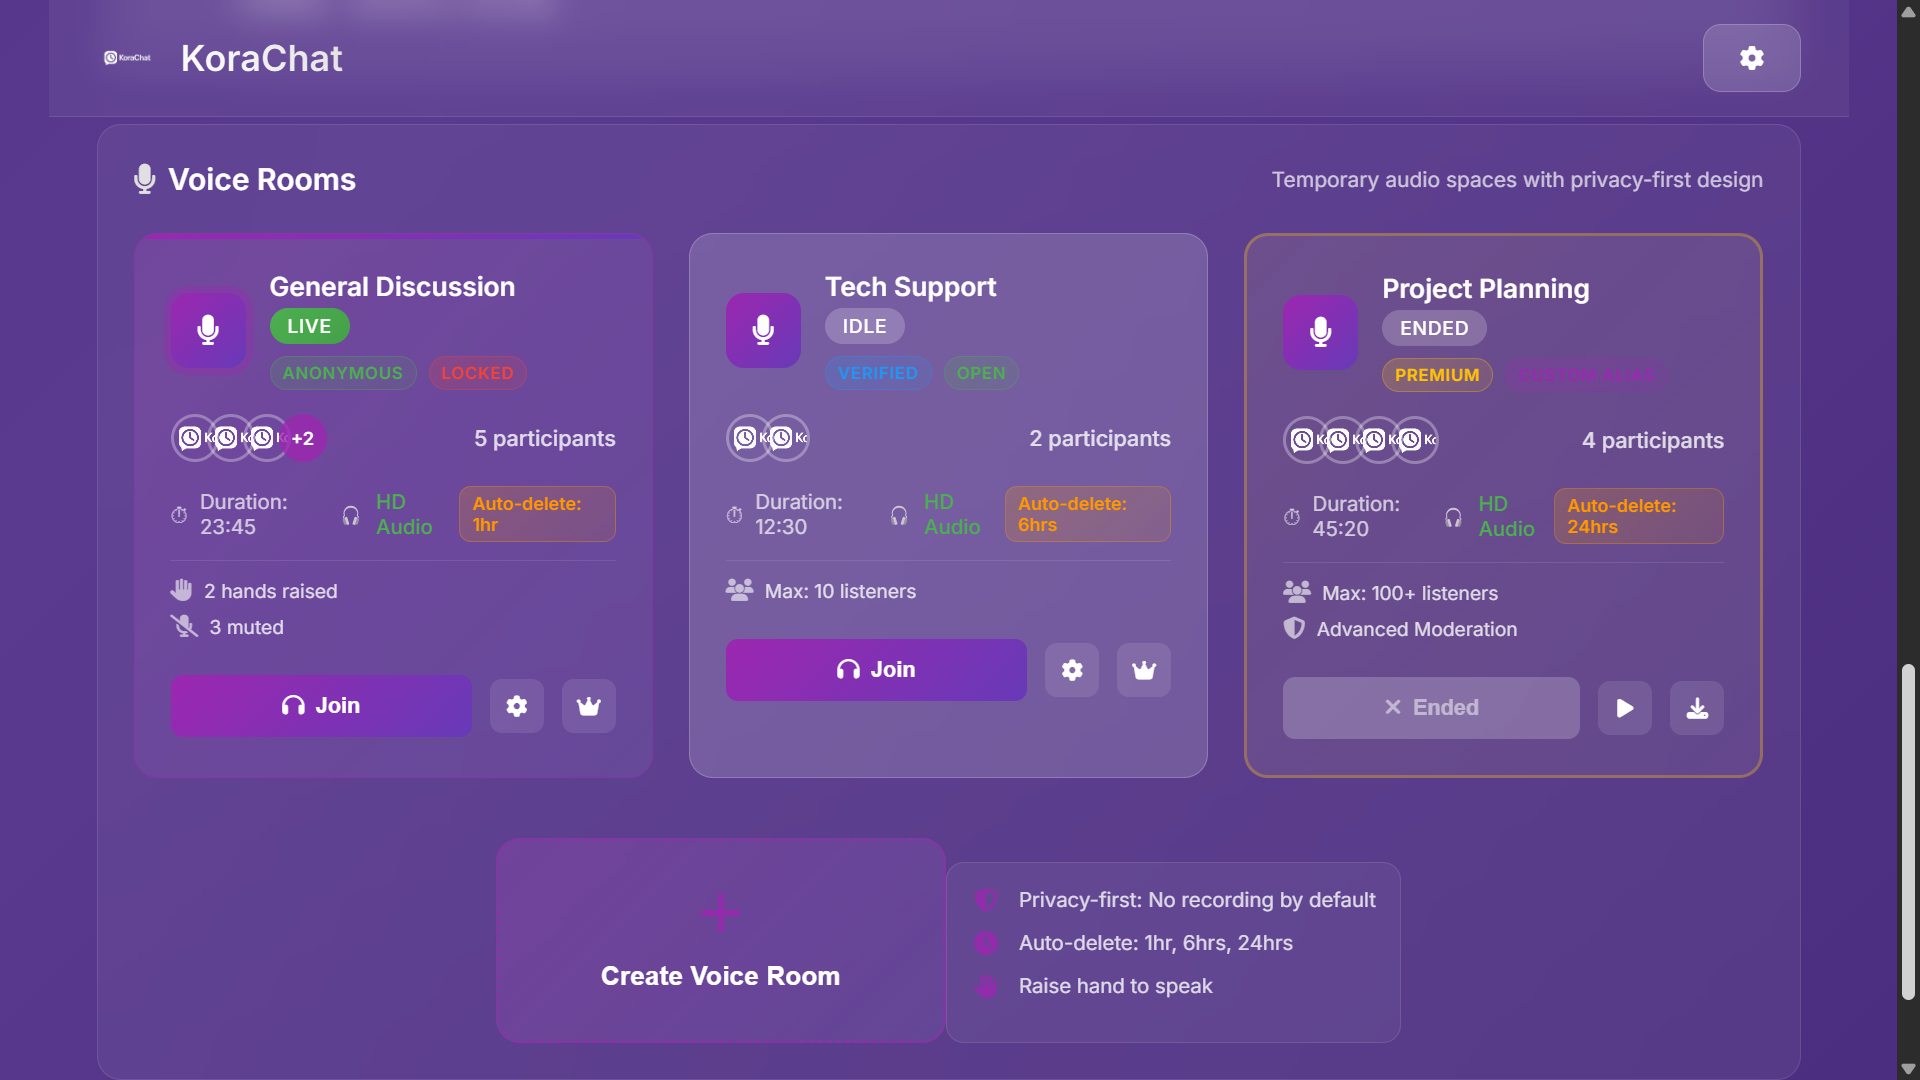 KoraChat
KoraChat
Voice Rooms
Temporary audio spaces with privacy-first design
General Discussion
LIVE
ANONYMOUS
LOCKED
+2
5 participants
Duration:
23:45
HD
Audio
Auto-delete:
1hr
2 hands raised
3 muted
Join
Tech Support
IDLE
VERIFIED
OPEN
2 participants
Duration:
12:30
HD
Audio
Auto-delete:
6hrs
Max: 10 listeners
Join
Project Planning
ENDED
PREMIUM
CUSTOM ALIAS
4 participants
Duration:
45:20
HD
Audio
Auto-delete:
24hrs
Max: 100+ listeners
Advanced Moderation
Ended
Create Voice Room
Privacy-first: No recording by default
Auto-delete: 1hr, 6hrs, 24hrs
Raise hand to speak